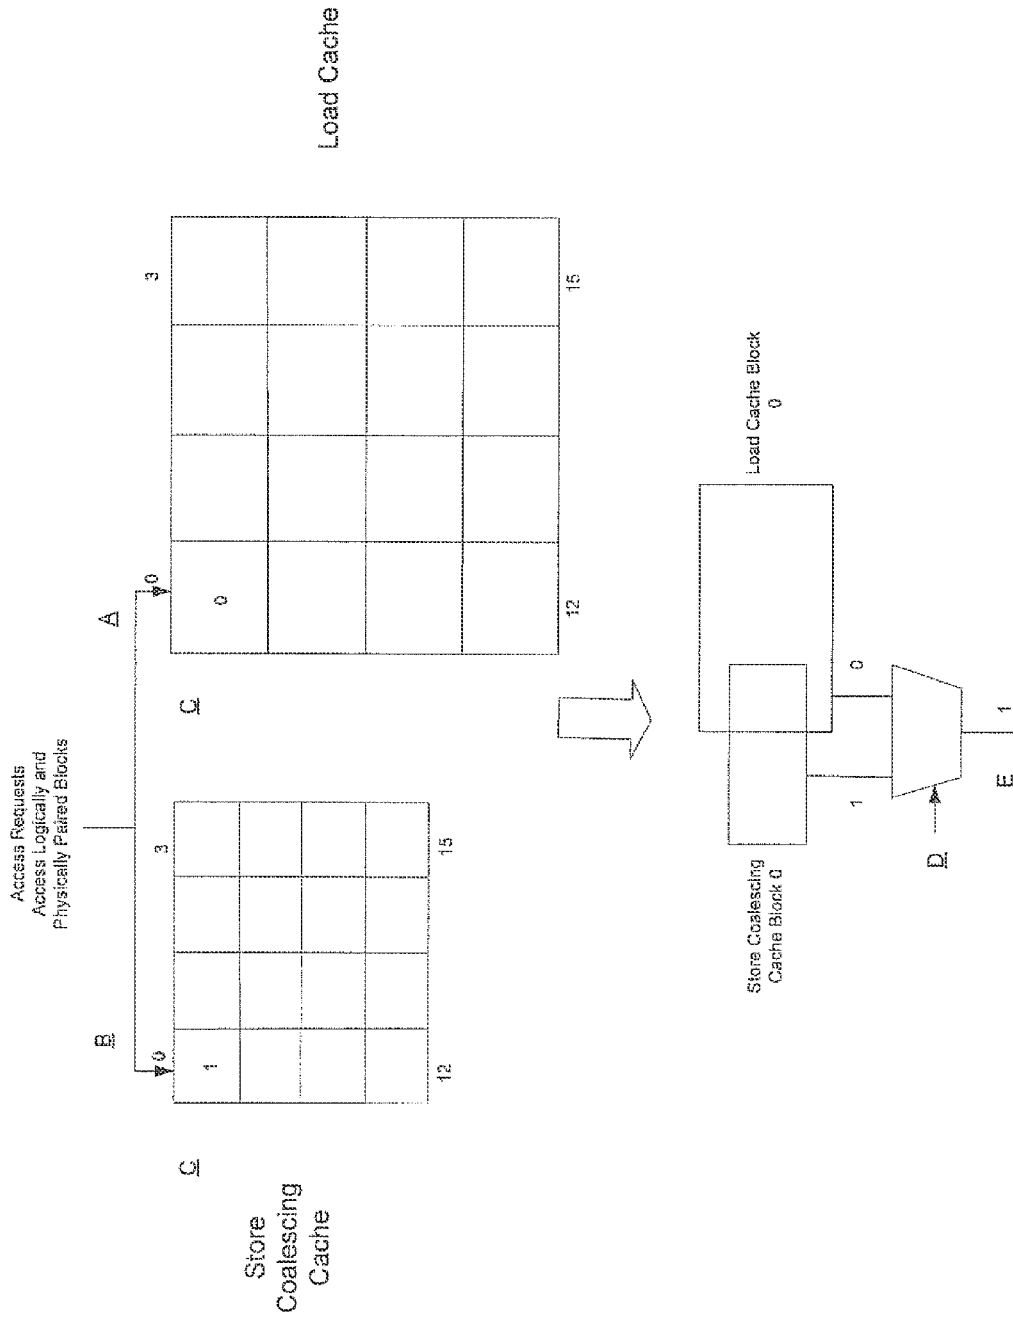 Access Requests
Access Logically and
Physically Paired Blocks
B
A
0
3
0
3
C
1
C
0
12
15
12
15
Store
Coalescing
Cache
Load Cache
Store Coalescing
Cache Block 0
Load Cache Block
0
1
0
D
E
1